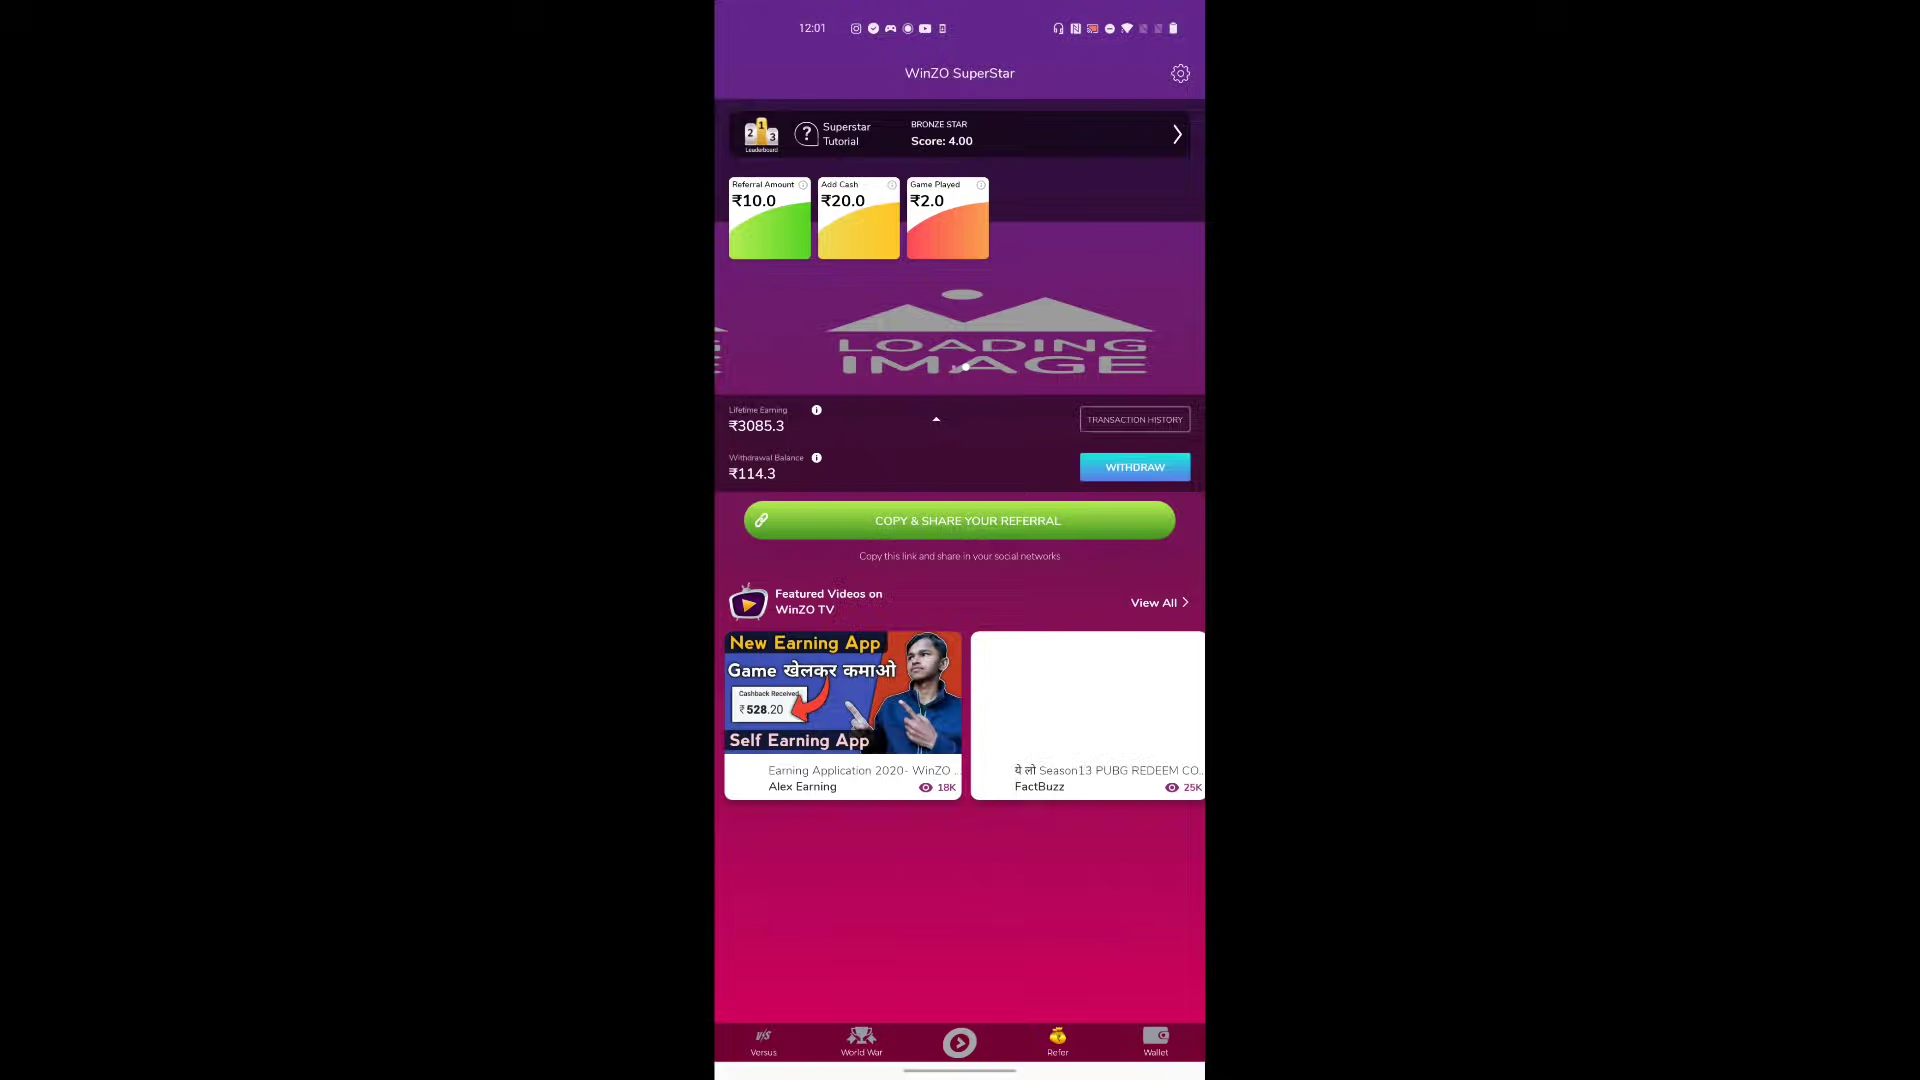 12:01
WinZO SuperStar
2 1 3
Leaderboard
?
Superstar
Tutorial
BRONZE STAR
Score: 4.00
Referral Amount
₹10.0
Add Cash
₹20.0
Game Played
₹2.0
LOADING
IMAGE
Lifetime Earning
₹3085.3
TRANSACTION HISTORY
Withdrawal Balance
₹114.3
WITHDRAW
COPY & SHARE YOUR REFERRAL
Copy this link and share in your social networks
Featured Videos on
WinZO TV
View All
New Earning App
Game खेलकर कमाओ
Cashback Received
₹528.20
Self Earning App
Earning Application 2020- WinZO ...
Alex Earning
18K
ये लो Season13 PUBG REDEEM CO...
FactBuzz
25K
V/S
Versus
World War
Refer
Wallet